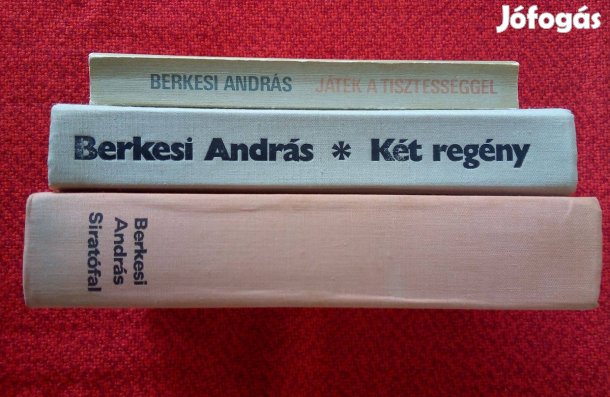 Jófogás
BERKESI ANDRÁS JÁTÉK A TISZTESSÉGGEL
Berkesi András * Két regény
Berkesi
András
Siratófal